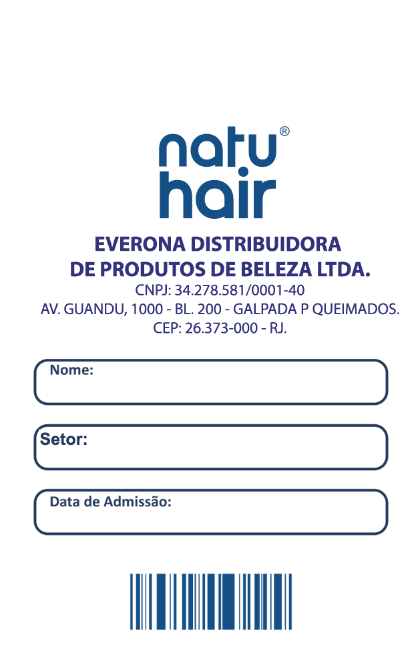 natu®
hair
EVERONA DISTRIBUIDORA
DE PRODUTOS DE BELEZA LTDA.
CNPJ: 34.278.581/0001-40
AV. GUANDU, 1000 - BL. 200 - GALPADA P QUEIMADOS.
CEP: 26.373-000 - RJ.
Nome:
Setor:
Data de Admissão: